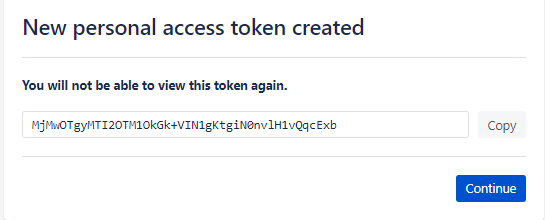 New personal access token created
You will not be able to view this token again.
MjMwOTgyMTI2OTM1OkGk+VIN1gKtgiN0nvlH1vQqcExb
Copy
Continue